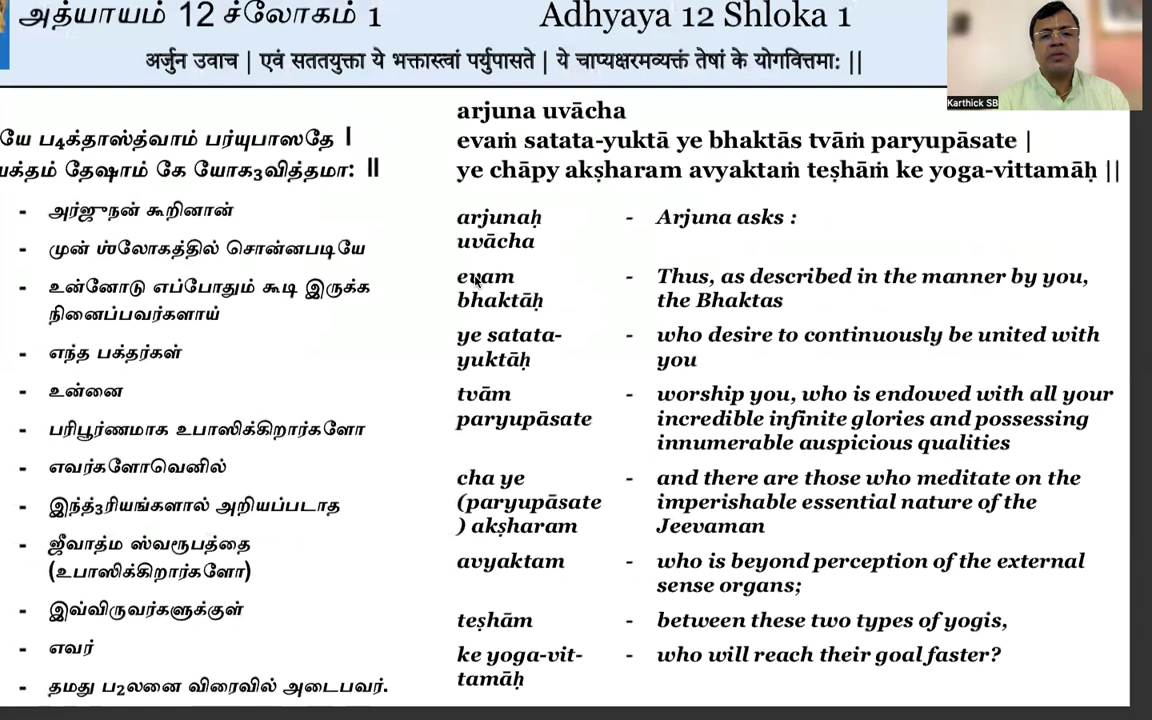 அத்யாயம் 12 ச்லோகம் 1
Adhyaya 12 Shloka 1
अर्जुन उवाच | एवं सततयुक्ता ये भक्तास्त्वां पर्युपासते | ये चाप्यक्षरमव्यक्तं तेषां के योगवित्तमा: ||
Karthick SB
யே ப4க்தாஸ்த்வாம் பர்யுபாஸதே |
யக்தம் தேஷாம் கே யோக3வித்தமா: ||
- அர்ஜுநன் கூறினான்
- முன் ஶ்லோகத்தில் சொன்னபடியே
- உன்னோடு எப்போதும் கூடி இருக்க
நினைப்பவர்களாய்
- எந்த பக்தர்கள்
- உன்னை
- பரிபூர்ணமாக உபாஸிக்கிறார்களோ
- எவர்களோவெனில்
- இந்த்3ரியங்களால் அறியப்படாத
- ஜீவாத்ம ஸ்வரூபத்தை
(உபாஸிக்கிறார்களோ)
- இவ்விருவர்களுக்குள்
- எவர்
- தமது ப2லனை விரைவில் அடைபவர்.
arjuna uvācha
evaṁ satata-yuktā ye bhaktās tvāṁ paryupāsate |
ye chāpy akṣharam avyaktaṁ teṣhāṁ ke yoga-vittamāḥ ||
arjunaḥ - Arjuna asks :
uvācha
evam - Thus, as described in the manner by you,
bhaktāḥ the Bhaktas
ye satata- - who desire to continuously be united with
yuktāḥ you
tvām - worship you, who is endowed with all your
paryupāsate incredible infinite glories and possessing
innumerable auspicious qualities
cha ye - and there are those who meditate on the
(paryupāsate imperishable essential nature of the
) akṣharam Jeevaman
avyaktam - who is beyond perception of the external
sense organs;
teṣhām - between these two types of yogis,
ke yoga-vit- - who will reach their goal faster?
tamāḥ